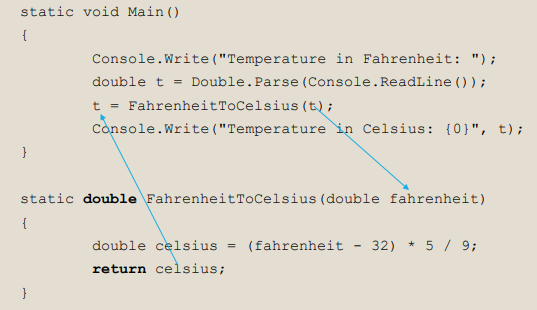 static void Main()
{
Console.Write("Temperature in Fahrenheit: ");
double t = Double.Parse(Console.ReadLine());
t = FahrenheitToCelsius(t);
Console.Write("Temperature in Celsius: {0}", t);
}
static double FahrenheitToCelsius(double fahrenheit)
{
double celsius = (fahrenheit - 32) * 5 / 9;
return celsius;
}